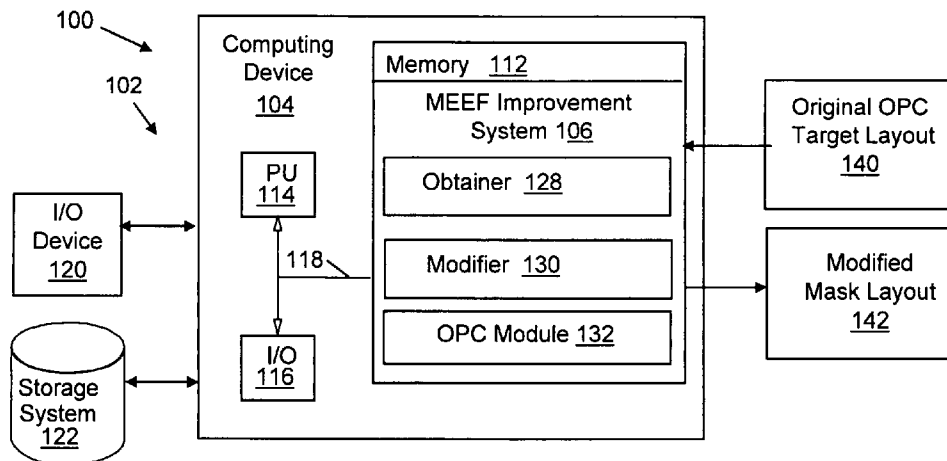 100
102
Computing
Device
104
Memory 112
MEEF Improvement
System 106
Obtainer 128
Modifier 130
OPC Module 132
PU
114
118
I/O
116
I/O
Device
120
Storage
System
122
Original OPC
Target Layout
140
Modified
Mask Layout
142